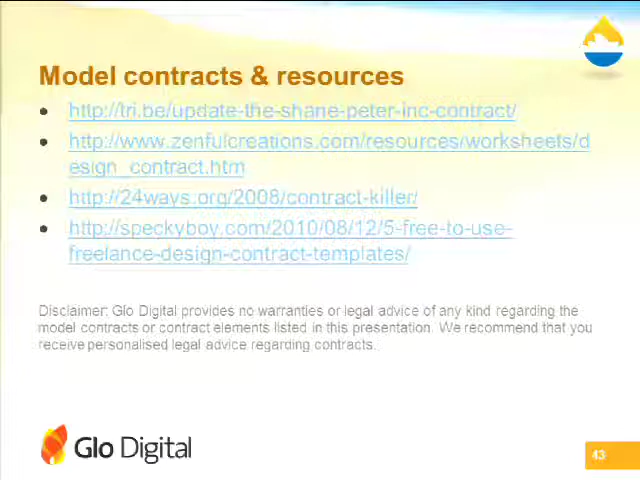 Model contracts & resources
• http://tri.be/update-the-shane-peter-inc-contract/
• http://www.zenfulcreations.com/resources/worksheets/d
esign_contract.htm
• http://24ways.org/2008/contract-killer/
• http://speckyboy.com/2010/08/12/5-free-to-use-
freelance-design-contract-templates/
Disclaimer: Glo Digital provides no warranties or legal advice of any kind regarding the
model contracts or contract elements listed in this presentation. We recommend that you
receive personalised legal advice regarding contracts.
Glo Digital
43